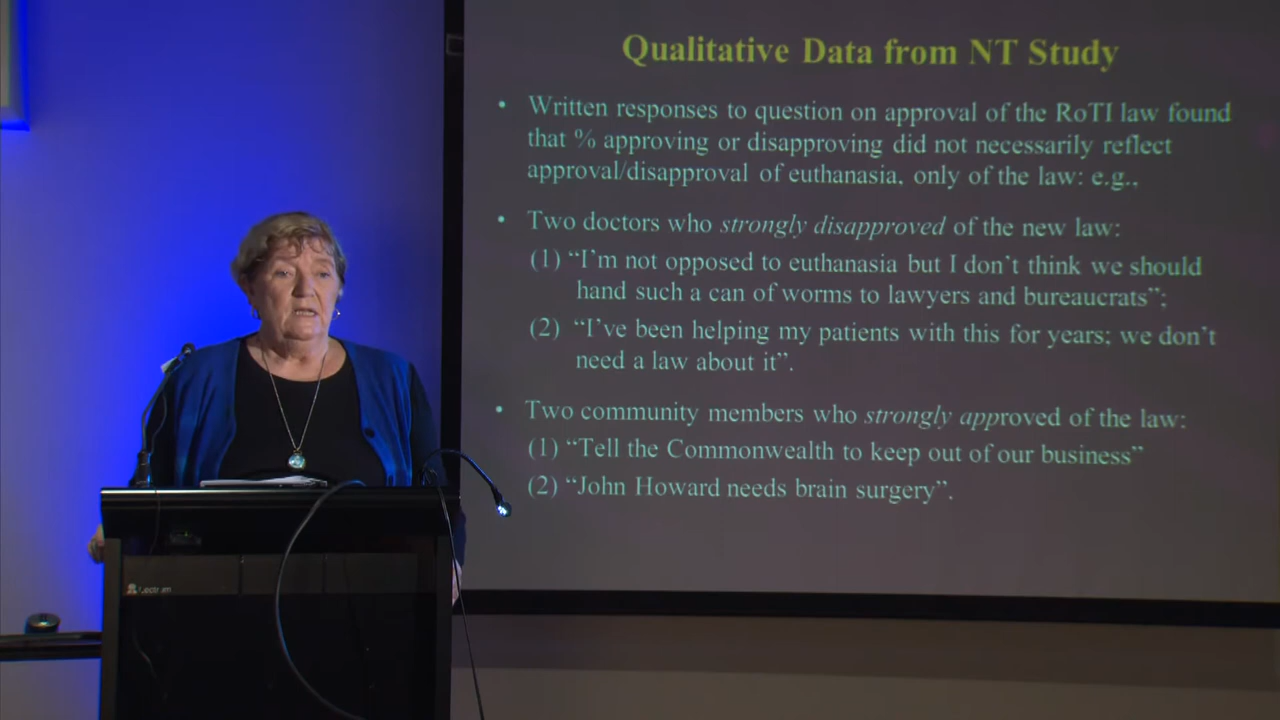 Qualitative Data from NT Study
• Written responses to question on approval of the RoTI law found
that % approving or disapproving did not necessarily reflect
approval/disapproval of euthanasia, only of the law: e.g.,
• Two doctors who strongly disapproved of the new law:
(1) “I’m not opposed to euthanasia but I don’t think we should
hand such a can of worms to lawyers and bureaucrats”;
(2) “I’ve been helping my patients with this for years; we don’t
need a law about it”.
• Two community members who strongly approved of the law:
(1) “Tell the Commonwealth to keep out of our business”
(2) “John Howard needs brain surgery”.